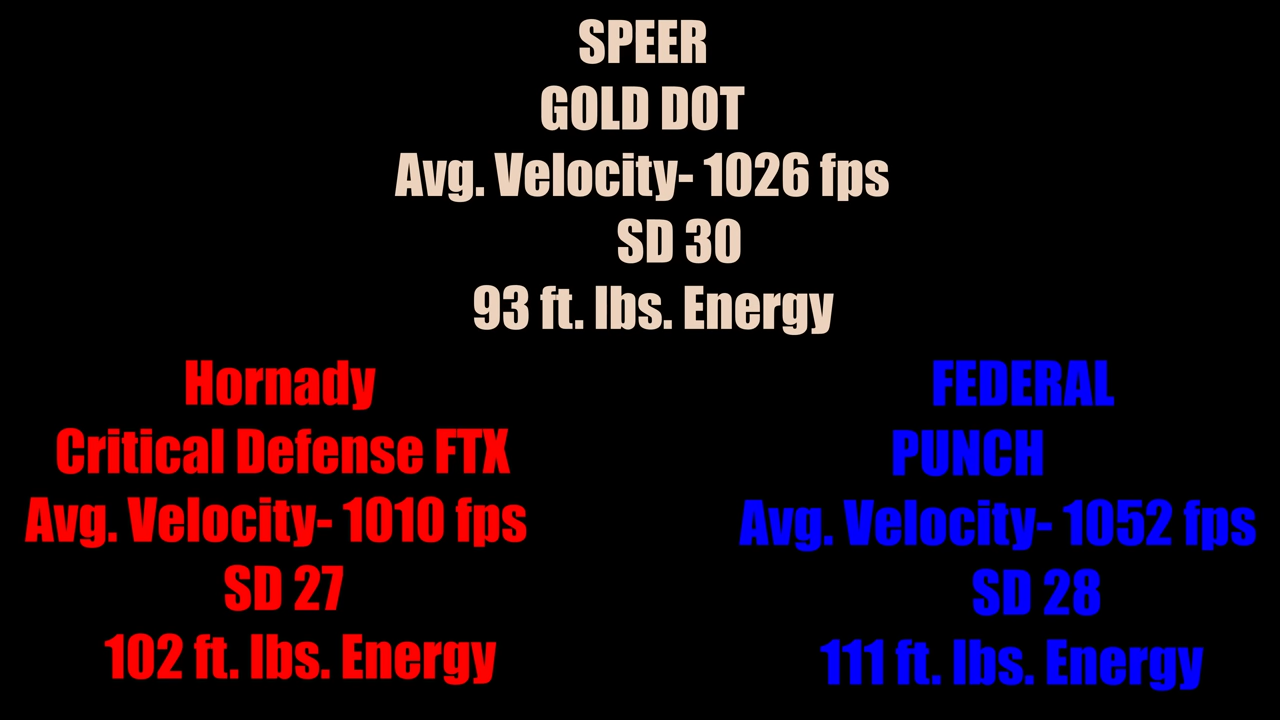 SPEER
GOLD DOT
Avg. Velocity- 1026 fps
SD 30
93 ft. lbs. Energy
Hornady
Critical Defense FTX
Avg. Velocity- 1010 fps
SD 27
102 ft. lbs. Energy
FEDERAL
PUNCH
Avg. Velocity- 1052 fps
SD 28
111 ft. lbs. Energy